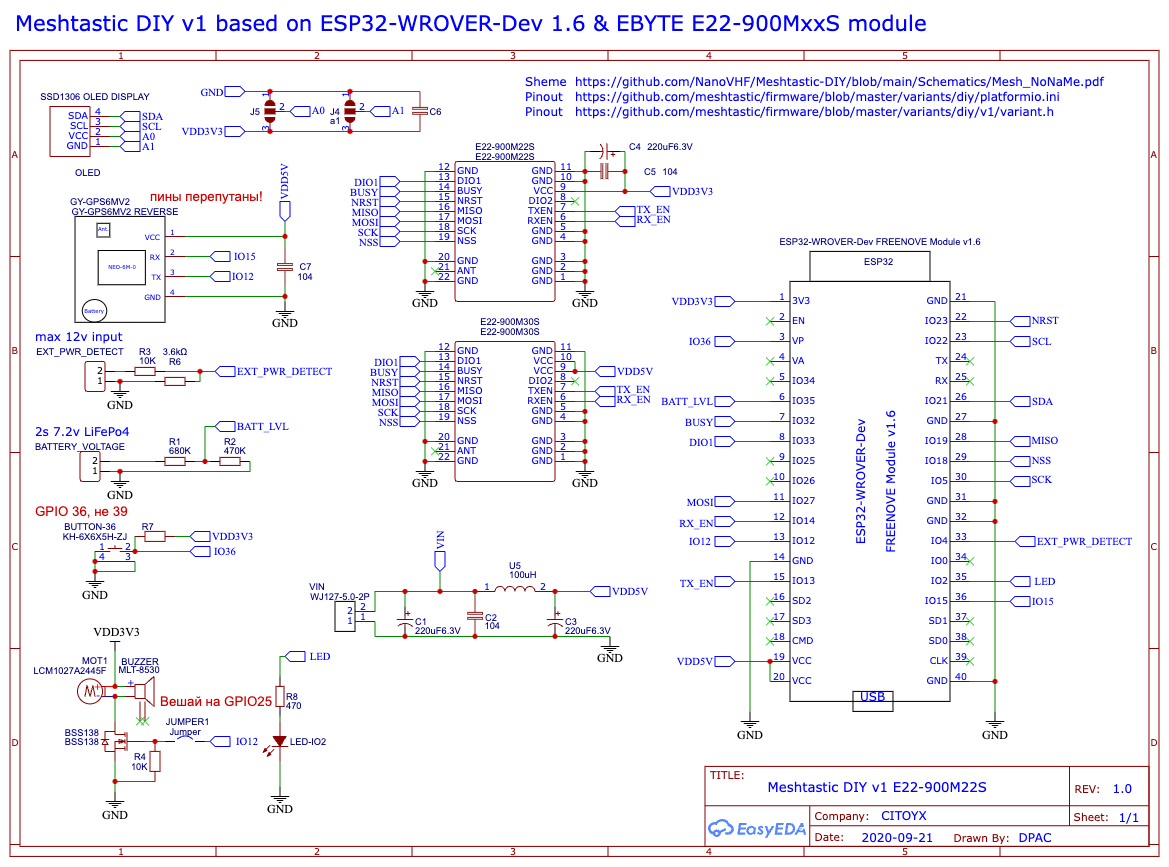 Meshtastic DIY v1 based on ESP32-WROVER-Dev 1.6 & EBYTE E22-900MxxS module
1 2 3 4 5
A
B
C
D
Sheme https://github.com/NanoVHF/Meshtastic-DIY/blob/main/Schematics/Mesh_NoNaMe.pdf
Pinout https://github.com/meshtastic/firmware/blob/master/variants/diy/platformio.ini
Pinout https://github.com/meshtastic/firmware/blob/master/variants/diy/v1/variant.h
SSD1306 OLED DISPLAY
SDA 4 SDA
SCL 3 SCL
VCC 2 A0
GND 1 A1
OLED
GND
J5 1 2 3 A0
J4 a1 1 2 3 A1
C6
VDD3V3
пины перепутаны!
GY-GPS6MV2
GY-GPS6MV2 REVERSE
Ant.
NEO-6M-0
Battery
VCC 1
RX 2 IO15
TX 3 IO12
GND 4
VDD5V
C7
104
GND
max 12v input
EXT_PWR_DETECT
2
1
R3
10K
3.6kΩ
R6
EXT_PWR_DETECT
GND
2s 7.2v LiFePo4
BATTERY_VOLTAGE
2
1
R1
680K
R2
470K
BATT_LVL
GND
GPIO 36, не 39
BUTTON-36
KH-6X6X5H-ZJ
1 2
4 3
R7
VDD3V3
IO36
GND
VDD3V3
MOT1
LCM1027A2445F
M
BUZZER
MLT-8530
+
Вешай на GPIO25
BSS138
BSS138
JUMPER1
Jumper
IO12
R4
10K
GND
LED
R8
470
LED-IO2
GND
E22-900M22S
E22-900M22S
DIO1
BUSY
NRST
MISO
MOSI
SCK
NSS
12 GND
13 DIO1
14 BUSY
15 NRST
16 MISO
17 MOSI
18 SCK
19 NSS
20 GND
21 ANT
22 GND
GND 11
GND 10
VCC 9
DIO2 8
TXEN 7
RXEN 6
GND 5
GND 4
GND 3
GND 2
GND 1
C4 220uF6.3V
+
C5 104
VDD3V3
TX_EN
RX_EN
GND
GND
E22-900M30S
E22-900M30S
DIO1
BUSY
NRST
MISO
MOSI
SCK
NSS
12 GND
13 DIO1
14 BUSY
15 NRST
16 MISO
17 MOSI
18 SCK
19 NSS
20 GND
21 ANT
22 GND
GND 11
VCC 10
VCC 9
DIO2 8
TXEN 7
RXEN 6
GND 5
GND 4
GND 3
GND 2
GND 1
VDD5V
TX_EN
RX_EN
GND
GND
VIN
VIN
WJ127-5.0-2P
2 2
1 1
+
C1
220uF6.3V
C2
104
U5
100uH
1 2
+
C3
220uF6.3V
VDD5V
GND
ESP32-WROVER-Dev FREENOVE Module v1.6
ESP32
ESP32-WROVER-Dev
FREENOVE Module v1.6
VDD3V3 1 3V3
2 EN
IO36 3 VP
4 VA
5 IO34
BATT_LVL 6 IO35
BUSY 7 IO32
DIO1 8 IO33
9 IO25
10 IO26
MOSI 11 IO27
RX_EN 12 IO14
IO12 13 IO12
14 GND
TX_EN 15 IO13
16 SD2
17 SD3
18 CMD
VDD5V 19 VCC
20 VCC
GND 21
IO23 22 NRST
IO22 23 SCL
TX 24
RX 25
IO21 26 SDA
GND 27
IO19 28 MISO
IO18 29 NSS
IO5 30 SCK
GND 31
GND 32
IO4 33 EXT_PWR_DETECT
IO0 34
IO2 35 LED
IO15 36 IO15
SD1 37
SD0 38
CLK 39
GND 40
USB
GND
GND
TITLE:
Meshtastic DIY v1 E22-900M22S
REV: 1.0
EasyEDA
Company: CITOYX
Sheet: 1/1
Date: 2020-09-21 Drawn By: DPAC
A
B
C
D
1 2 3 4 5